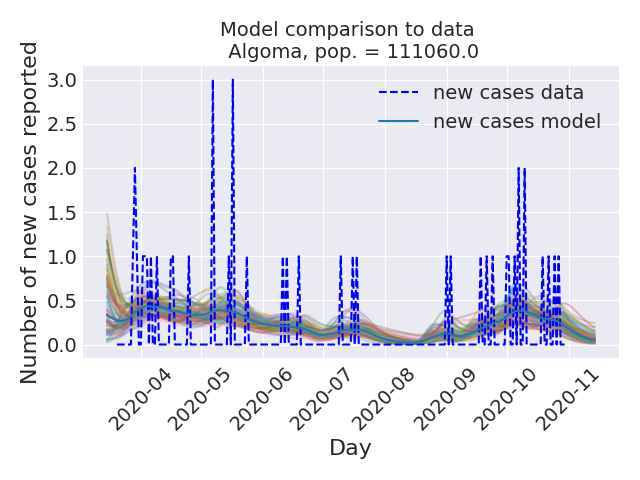 Model comparison to data
Algoma, pop. = 111060.0
Number of new cases reported
3.0
2.5
2.0
1.5
1.0
0.5
0.0
new cases data
new cases model
2020-04
2020-05
2020-06
2020-07
2020-08
2020-09
2020-10
2020-11
Day